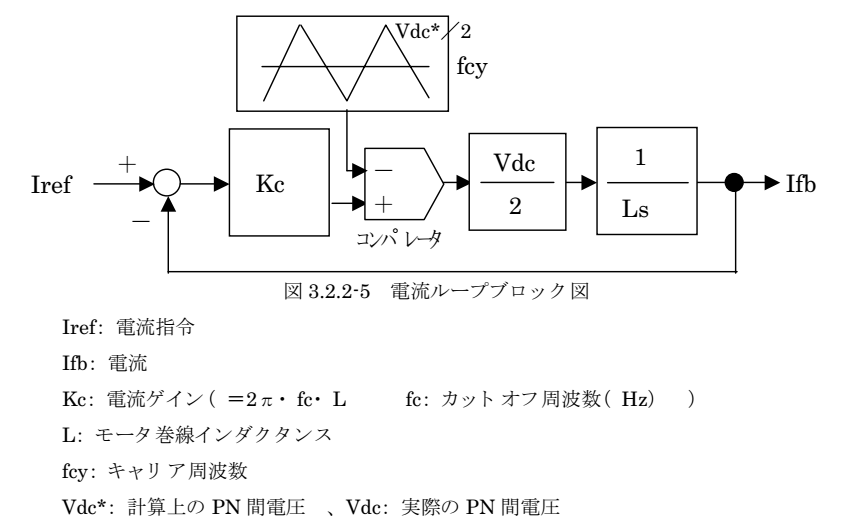 Vdc*／2
fcy
Iref
＋
－
Kc
－
＋
コンパレータ
Vdc
2
1
Ls
Ifb
図 3.2.2-5　電流ループブロック図
Iref: 電流指令
Ifb: 電流
Kc: 電流ゲイン( ＝2π・fc・L　　fc: カットオフ周波数( Hz)　)
L: モータ巻線インダクタンス
fcy: キャリア周波数
Vdc*: 計算上の PN 間電圧　、Vdc: 実際の PN 間電圧